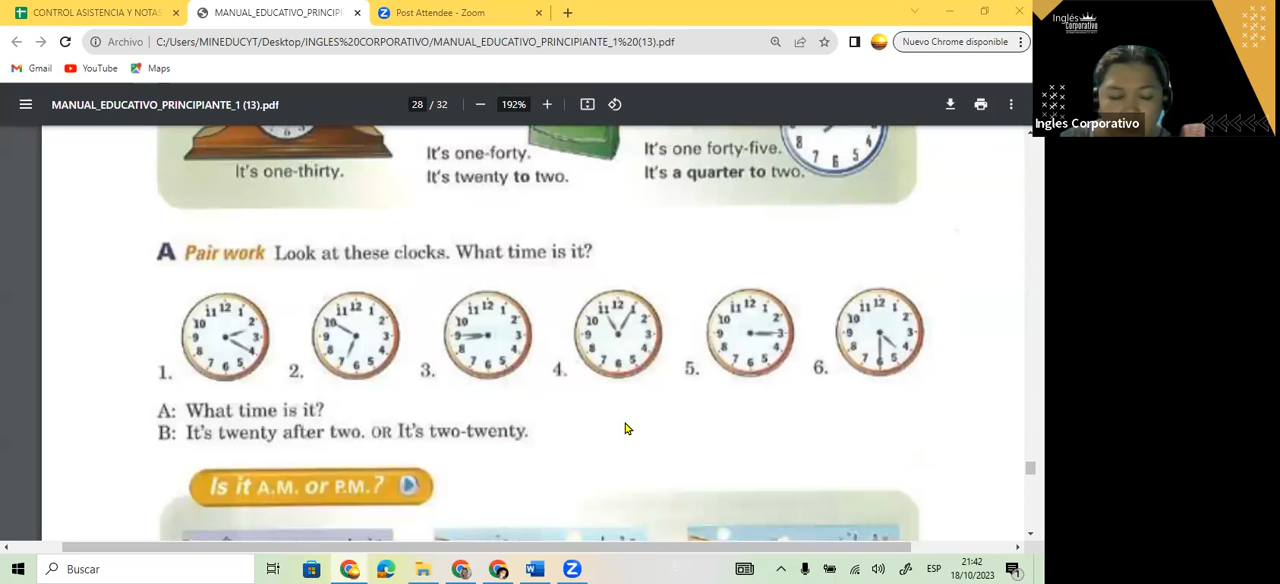 CONTROL ASISTENCIA Y NOTAS
MANUAL_EDUCATIVO_PRINCIPI
Post Attendee - Zoom
Archivo
C:/Users/MINEDUCYT/Desktop/INGLES%20CORPORATIVO/MANUAL_EDUCATIVO_PRINCIPIANTE_1%20(13).pdf
Nuevo Chrome disponible
Gmail
YouTube
Maps
MANUAL_EDUCATIVO_PRINCIPIANTE_1 (13).pdf
28 / 32
192%
Inglés
Corporativo
Ingles Corporativo
It's one-thirty.
It's one-forty.
It's twenty to two.
It's one forty-five.
It's a quarter to two.
A Pair work Look at these clocks. What time is it?
1.
2.
3.
4.
5.
6.
A: What time is it?
B: It's twenty after two. OR It's two-twenty.
Is it A.M. or P.M.?
Buscar
ESP
21:42
18/10/2023